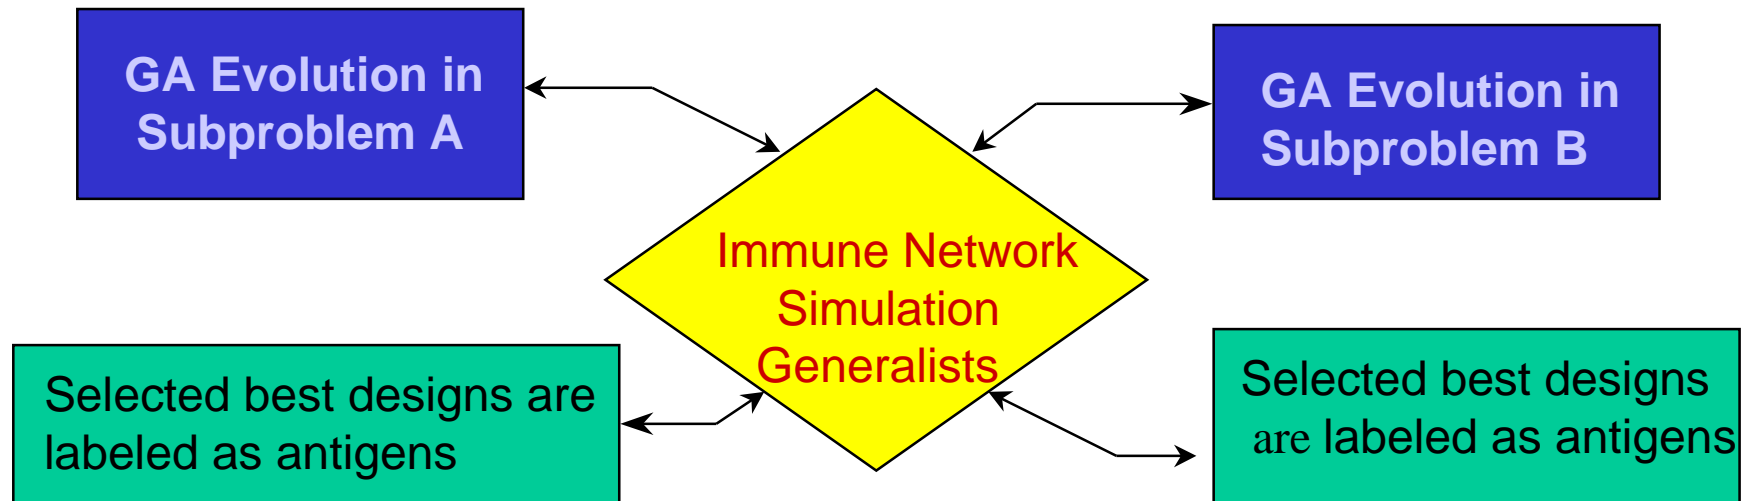 GA Evolution in
Subproblem A
GA Evolution in
Subproblem B
Immune Network
Simulation
Generalists
Selected best designs are
labeled as antigens
Selected best designs
are labeled as antigens